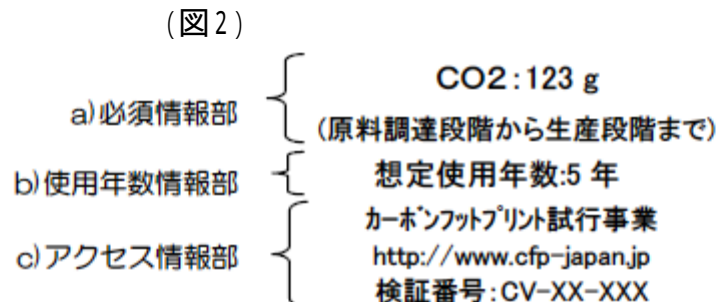 (図2)
a)必須情報部
CO2:123 g
(原料調達段階から生産段階まで)
b)使用年数情報部
想定使用年数:5 年
c)アクセス情報部
カーボンフットプリント試行事業
http://www.cfp-japan.jp
検証番号:CV-XX-XXX